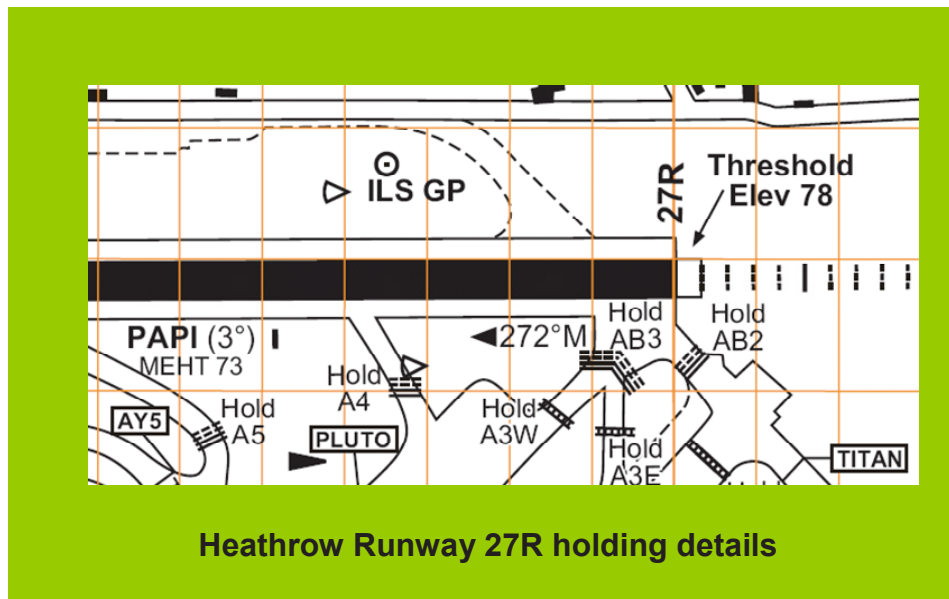 ILS GP
27R
Threshold
Elev 78
PAPI (3°)
MEHT 73
272°M
Hold
AB3
Hold
AB2
Hold
A4
AY5
Hold
A5
PLUTO
Hold
A3W
Hold
A3E
TITAN
Heathrow Runway 27R holding details